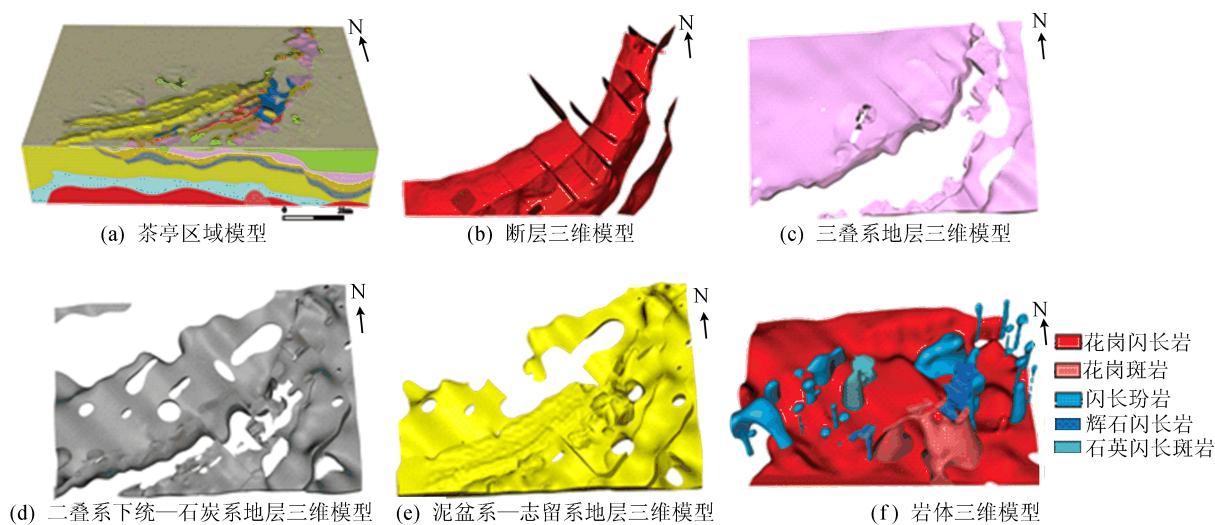 N
N
N
(a) 茶亭区域模型
(b) 断层三维模型
(c) 三叠系地层三维模型
N
N
N
花岗闪长岩
花岗斑岩
闪长玢岩
辉石闪长岩
石英闪长斑岩
(d) 二叠系下统—石炭系地层三维模型
(e) 泥盆系—志留系地层三维模型
(f) 岩体三维模型